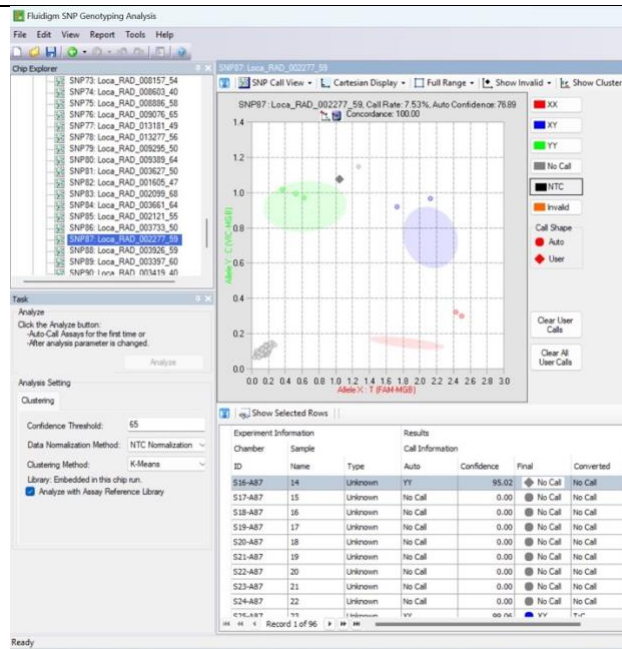 Fluidigm SNP Genotyping Analysis
File Edit View Report Tools Help
Chip Explorer
SNP73: Loca_RAD_008157_54
SNP74: Loca_RAD_008603_40
SNP75: Loca_RAD_008886_58
SNP76: Loca_RAD_009076_65
SNP77: Loca_RAD_013181_49
SNP78: Loca_RAD_013277_56
SNP79: Loca_RAD_009295_50
SNP80: Loca_RAD_009389_64
SNP81: Loca_RAD_003627_50
SNP82: Loca_RAD_001605_47
SNP83: Loca_RAD_002099_68
SNP84: Loca_RAD_003661_64
SNP85: Loca_RAD_002121_55
SNP86: Loca_RAD_003733_50
SNP87: Loca_RAD_002277_59
SNP88: Loca_RAD_003926_59
SNP89: Loca_RAD_003397_60
SNP90: Loca_RAD_003419_40
Task
Analyze
Click the Analyze button:
-Auto Call Assays for the first time or
-After analysis parameter is changed.
Analyze
Analysis Setting
Clustering
Confidence Threshold: 65
Data Normalization Method: NTC Normalization
Clustering Method: K-Means
Library: Embedded in this chip run.
Analyze with Assay Reference Library
SNP87: Loca_RAD_002277_59
SNP Call View Cartesian Display Full Range Show Invalid Show Cluster
SNP87: Loca_RAD_002277_59, Call Rate: 7.53%, Auto Confidence: 76.89
Concordance: 100.00
1.4
1.2
1.0
0.8
0.6
0.4
0.2
0.0
Allele Y : C (VIC-MGB)
0.0 0.2 0.4 0.6 0.8 1.0 1.2 1.4 1.6 1.8 2.0 2.2 2.4 2.6 2.8 3.0
Allele X : T (FAM-MGB)
XX
XY
YY
No Call
NTC
Invalid
Call Shape
Auto
User
Clear User
Calls
Clear All
User Calls
Show Selected Rows
Experiment Information Results
Chamber Sample Call Information
ID Name Type Auto Confidence Final Converted
S16-A87 14 Unknown YY 95.02 No Call No Call
S17-A87 15 Unknown No Call 0.00 No Call No Call
S18-A87 16 Unknown No Call 0.00 No Call No Call
S19-A87 17 Unknown No Call 0.00 No Call No Call
S20-A87 18 Unknown No Call 0.00 No Call No Call
S21-A87 19 Unknown No Call 0.00 No Call No Call
S22-A87 20 Unknown No Call 0.00 No Call No Call
S23-A87 21 Unknown No Call 0.00 No Call No Call
S24-A87 22 Unknown No Call 0.00 No Call No Call
S25-A87 23 Unknown XY 99.06 XY T:C
Record 1 of 96
Ready